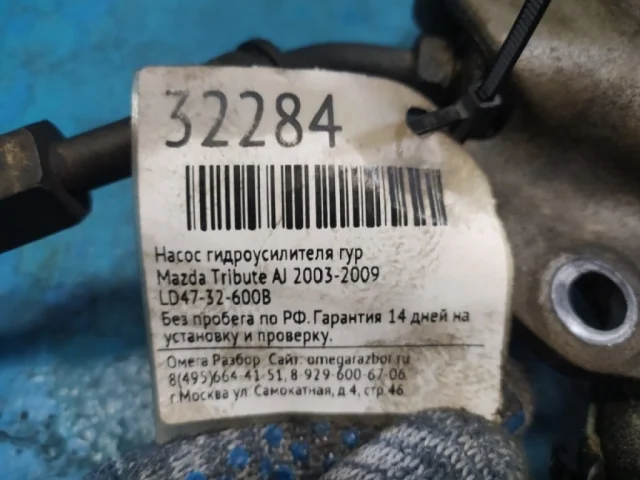 32284
Насос гидроусилителя гур
Mazda Tribute AJ 2003-2009
LD47-32-600B
Без пробега по РФ. Гарантия 14 дней на
установку и проверку.
Омега Разбор Сайт: omegarazbor.ru
8(495)664-41-51, 8-929-600-67-06
г Москва ул. Самокатная, д 4, стр 46